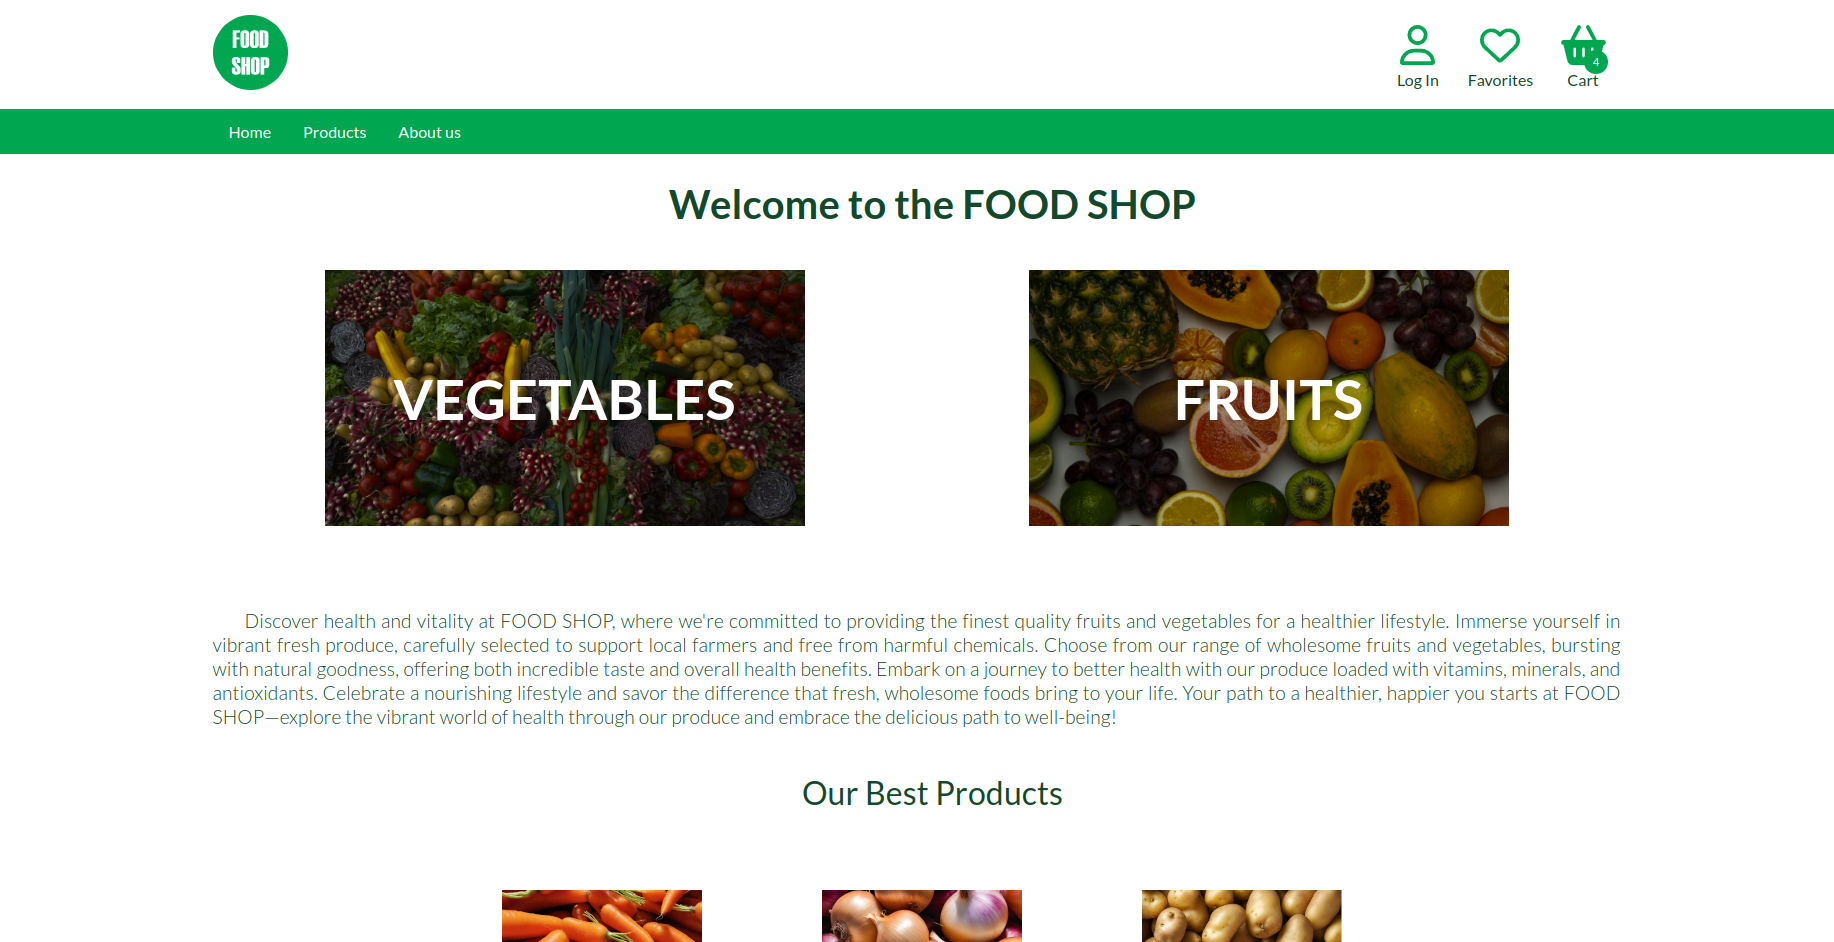 FOOD
SHOP
Log In
Favorites
4
Cart
Home
Products
About us
Welcome to the FOOD SHOP
VEGETABLES
FRUITS
Discover health and vitality at FOOD SHOP, where we're committed to providing the finest quality fruits and vegetables for a healthier lifestyle. Immerse yourself in
vibrant fresh produce, carefully selected to support local farmers and free from harmful chemicals. Choose from our range of wholesome fruits and vegetables, bursting
with natural goodness, offering both incredible taste and overall health benefits. Embark on a journey to better health with our produce loaded with vitamins, minerals, and
antioxidants. Celebrate a nourishing lifestyle and savor the difference that fresh, wholesome foods bring to your life. Your path to a healthier, happier you starts at FOOD
SHOP—explore the vibrant world of health through our produce and embrace the delicious path to well-being!
Our Best Products